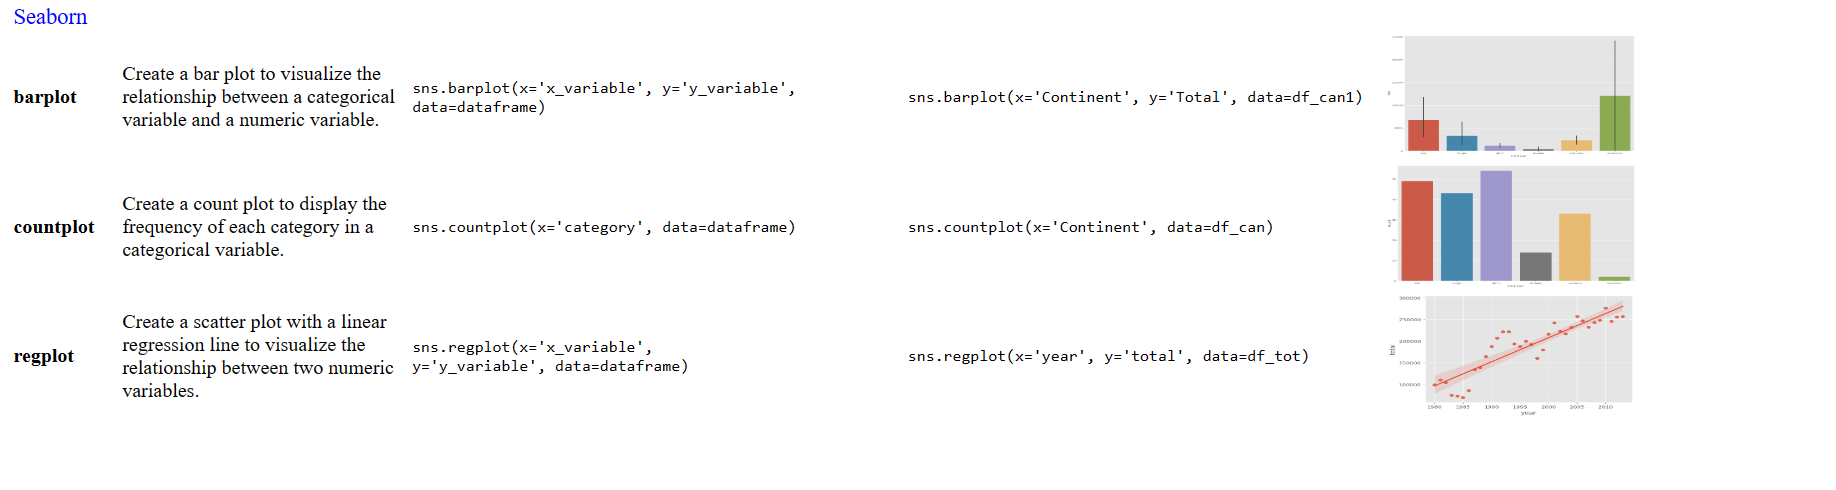 Seaborn
barplot
Create a bar plot to visualize the
relationship between a categorical
variable and a numeric variable.
sns.barplot(x='x_variable', y='y_variable',
data=dataframe)
sns.barplot(x='Continent', y='Total', data=df_can1)
countplot
Create a count plot to display the
frequency of each category in a
categorical variable.
sns.countplot(x='category', data=dataframe)
sns.countplot(x='Continent', data=df_can)
regplot
Create a scatter plot with a linear
regression line to visualize the
relationship between two numeric
variables.
sns.regplot(x='x_variable',
y='y_variable', data=dataframe)
sns.regplot(x='year', y='total', data=df_tot)
300000
250000
200000
150000
100000
total
1980 1985 1990 1995 2000 2005 2010
year